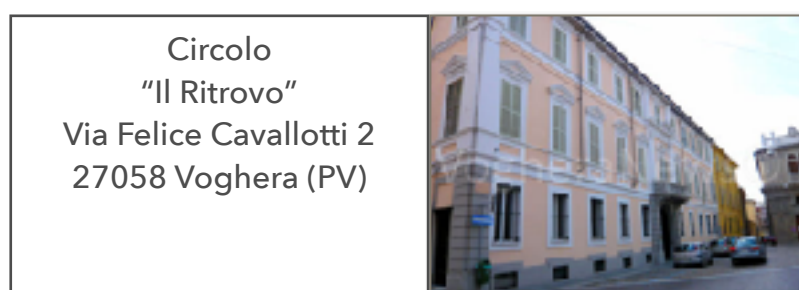 Circolo
“Il Ritrovo”
Via Felice Cavallotti 2
27058 Voghera (PV)